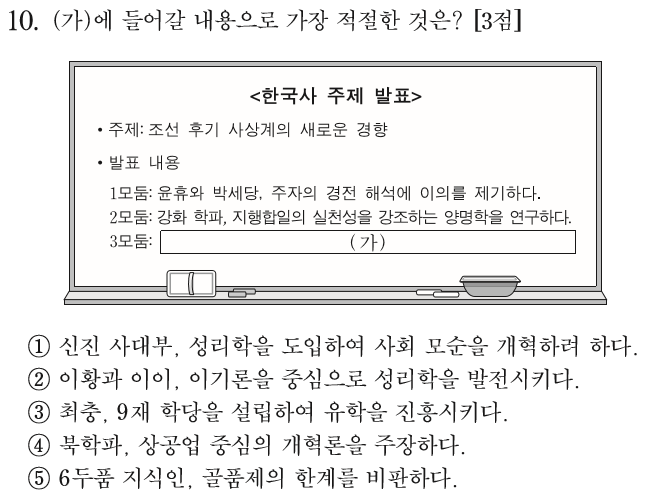 10. (가)에 들어갈 내용으로 가장 적절한 것은? [3점]
<한국사 주제 발표>
• 주제: 조선 후기 사상계의 새로운 경향
• 발표 내용
1모둠: 윤휴와 박세당, 주자의 경전 해석에 이의를 제기하다.
2모둠: 강화 학파, 지행합일의 실천성을 강조하는 양명학을 연구하다.
3모둠: (가)
① 신진 사대부, 성리학을 도입하여 사회 모순을 개혁하려 하다.
② 이황과 이이, 이기론을 중심으로 성리학을 발전시키다.
③ 최충, 9재 학당을 설립하여 유학을 진흥시키다.
④ 북학파, 상공업 중심의 개혁론을 주장하다.
⑤ 6두품 지식인, 골품제의 한계를 비판하다.